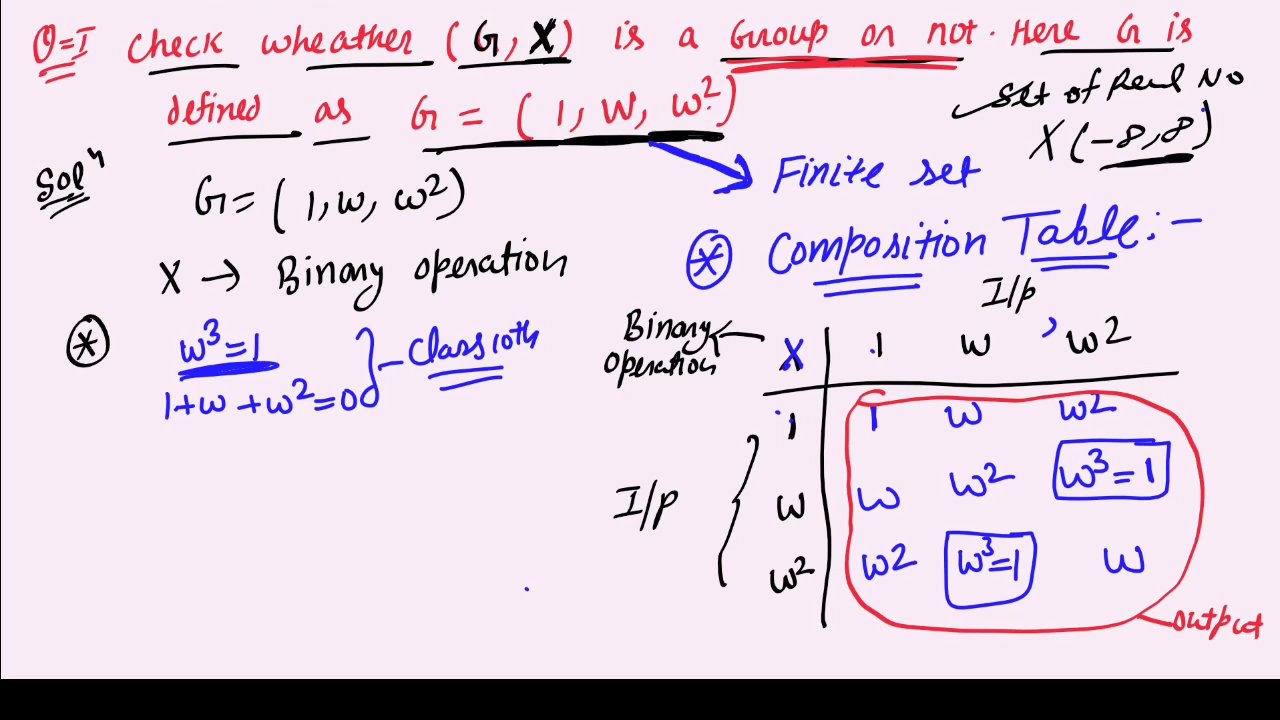 Q=I Check wheather (G, X) is a Group or not. Here G is
defined as G = (1, W, w²)
set of Real No
X (-∞, ∞)
Finite set
Solⁿ
G = (1, w, w²)
X → Binary operation
* Composition Table:-
* w³=1
1+w+w²=0
Class 10th
I/p
Binary operation
X 1 w , w2
1 1 w w2
w w w² w³=1
w² w2 w³=1 w
I/p
output